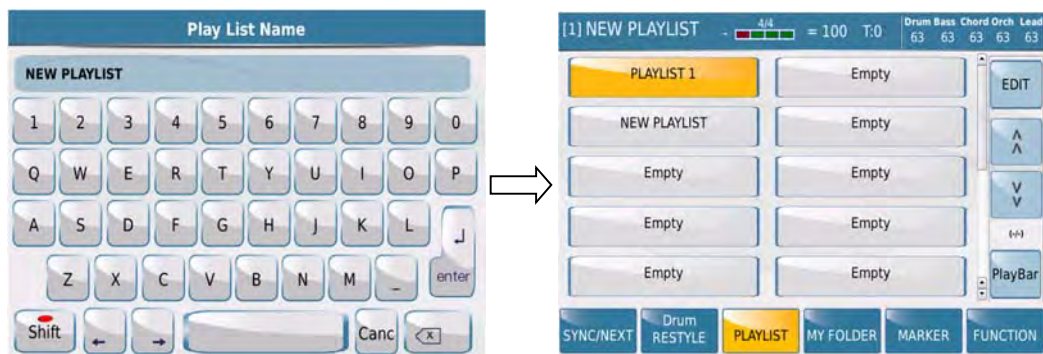 Play List Name
NEW PLAYLIST
1 2 3 4 5 6 7 8 9 0
Q W E R T Y U I O P
A S D F G H J K L
enter
Z X C V B N M _
Shift Canc
[1] NEW PLAYLIST - 4/4 = 100 T:0
Drum Bass Chord Orch Lead
63 63 63 63 63
PLAYLIST 1 Empty
EDIT
NEW PLAYLIST Empty
Empty Empty
Empty Empty
(-/-)
Empty Empty
PlayBar
SYNC/NEXT Drum RESTYLE PLAYLIST MY FOLDER MARKER FUNCTION